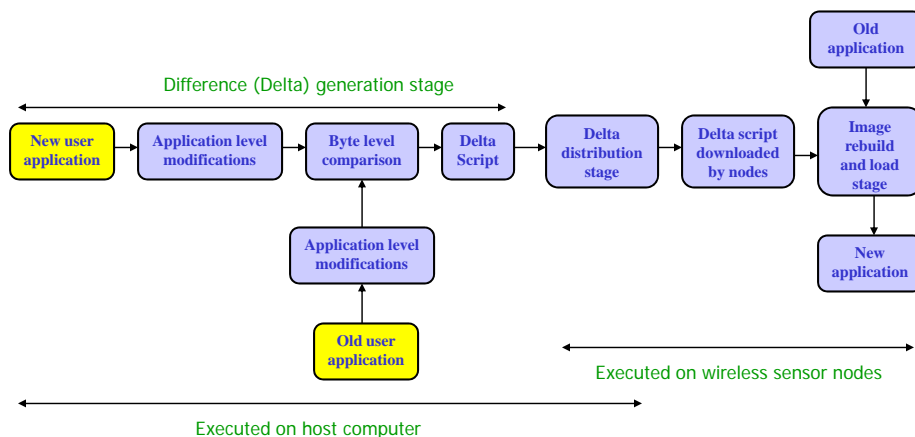 Old
application
Difference (Delta) generation stage
New user
application
Application level
modifications
Byte level
comparison
Delta
Script
Delta
distribution
stage
Delta script
downloaded
by nodes
Image
rebuild
and load
stage
Application level
modifications
New
application
Old user
application
Executed on wireless sensor nodes
Executed on host computer